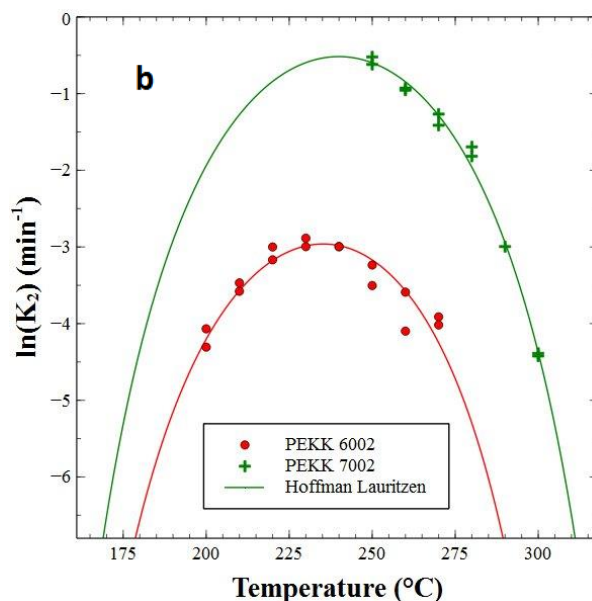 b
0
−1
−2
−3
−4
−5
−6
ln(K₂) (min⁻¹)
PEKK 6002
PEKK 7002
Hoffman Lauritzen
175 200 225 250 275 300
Temperature (°C)